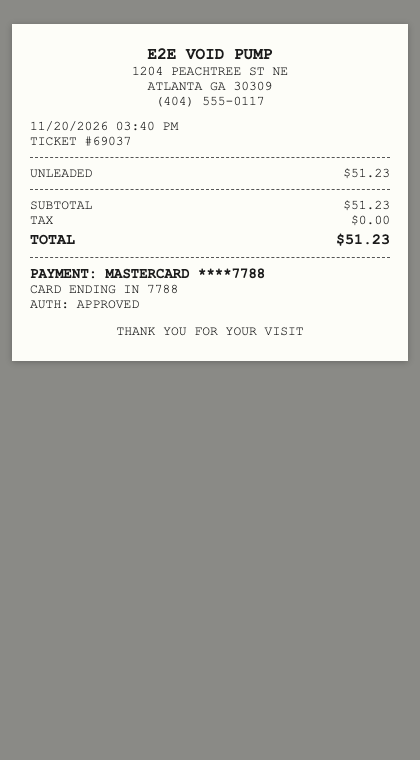 E2E VOID PUMP
1204 PEACHTREE ST NE
ATLANTA GA 30309
(404) 555-0117
11/20/2026 03:40 PM
TICKET #69037
UNLEADED $51.23
SUBTOTAL $51.23
TAX $0.00
TOTAL $51.23
PAYMENT: MASTERCARD ****7788
CARD ENDING IN 7788
AUTH: APPROVED
THANK YOU FOR YOUR VISIT